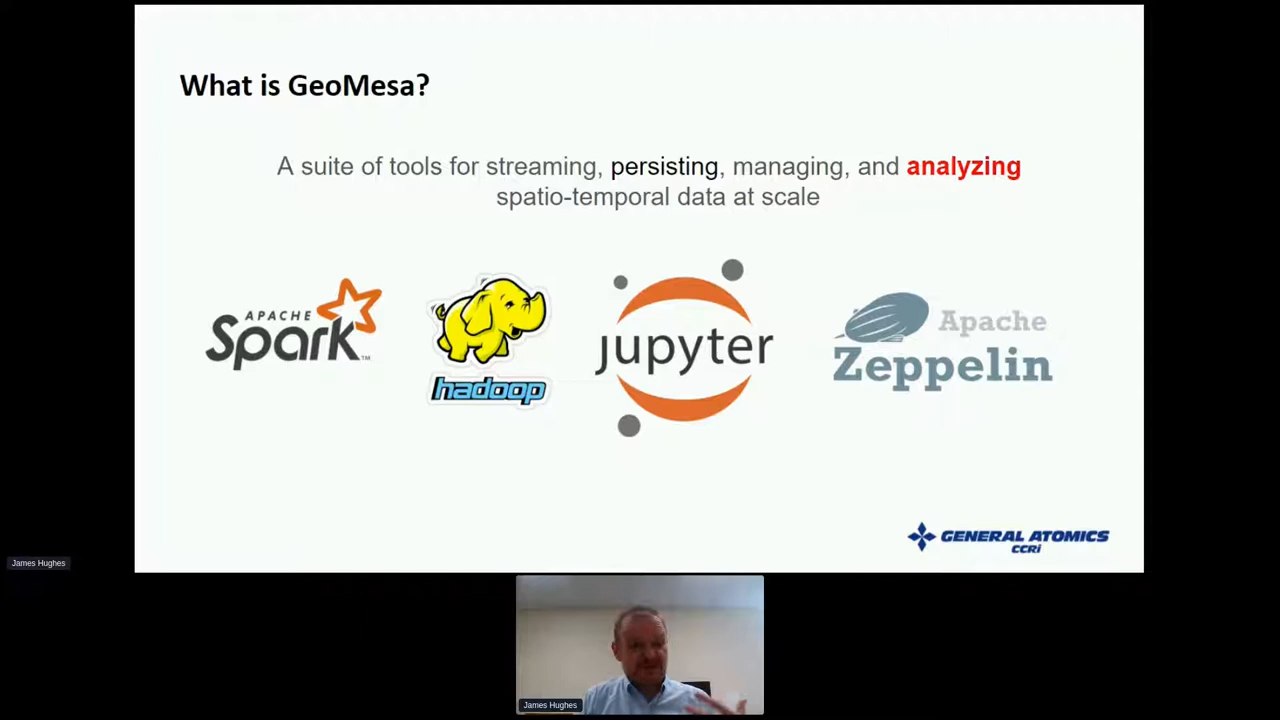 What is GeoMesa?
A suite of tools for streaming, persisting, managing, and analyzing
spatio-temporal data at scale
APACHE
Spark™
hadoop
jupyter
Apache
Zeppelin
GENERAL ATOMICS
CCRi
James Hughes
James Hughes